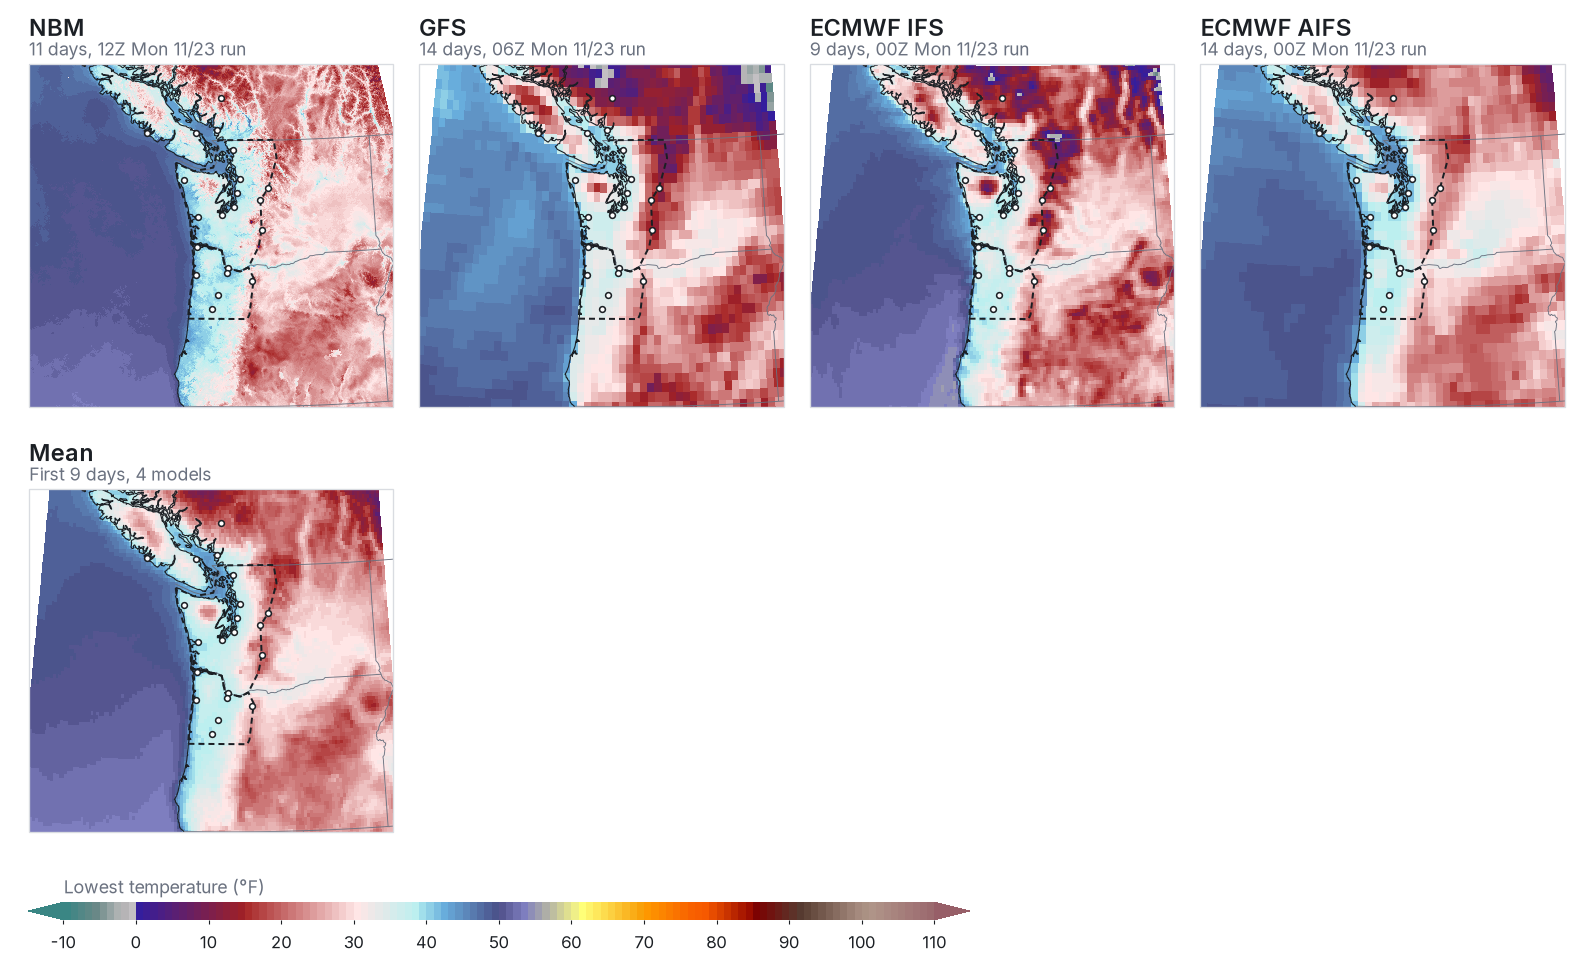 NBM
11 days, 12Z Mon 11/23 run
GFS
14 days, 06Z Mon 11/23 run
ECMWF IFS
9 days, 00Z Mon 11/23 run
ECMWF AIFS
14 days, 00Z Mon 11/23 run
Mean
First 9 days, 4 models
Lowest temperature (°F)
-10 0 10 20 30 40 50 60 70 80 90 100 110